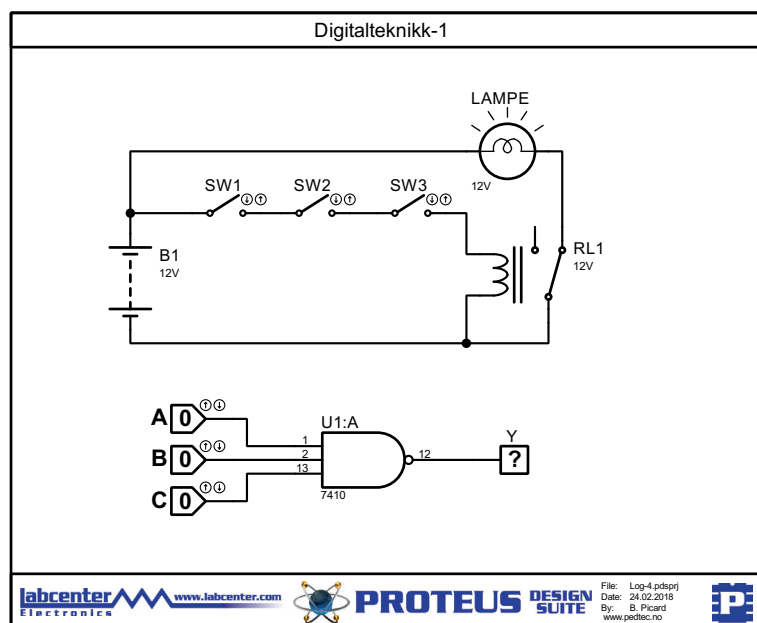 Digitalteknikk-1
LAMPE
12V
SW1
SW2
SW3
B1
12V
RL1
12V
A 0
B 0
C 0
U1:A
1
2
13
12
7410
Y
?
labcenter www.labcenter.com
Electronics
PROTEUS DESIGN SUITE
File: Log-4.pdsprj
Date: 24.02.2018
By: B. Picard
www.pedtec.no
P